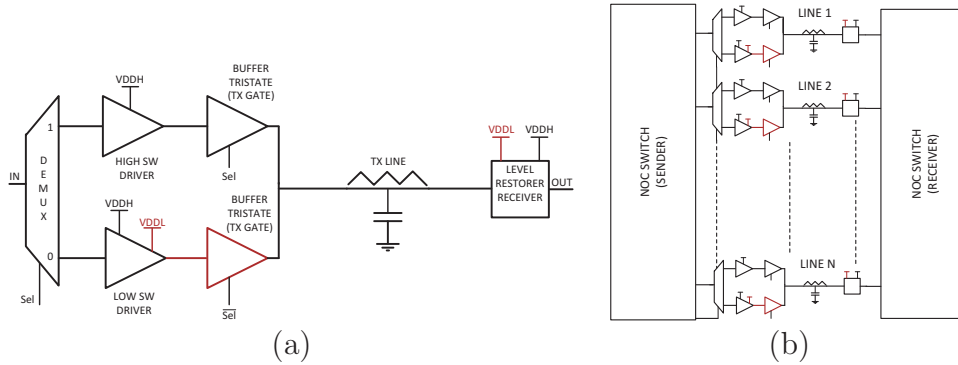 BUFFER
TRISTATE
(TX GATE)
VDDH
1
HIGH SW
DRIVER
Sel
D
E
M
U
X
IN
TX LINE
VDDL
VDDH
LEVEL
RESTORER
RECEIVER
OUT
BUFFER
TRISTATE
(TX GATE)
VDDH
VDDL
0
Sel
LOW SW
DRIVER
Sel
(a)
NOC SWITCH
(SENDER)
LINE 1
LINE 2
LINE N
NOC SWITCH
(RECEIVER)
(b)